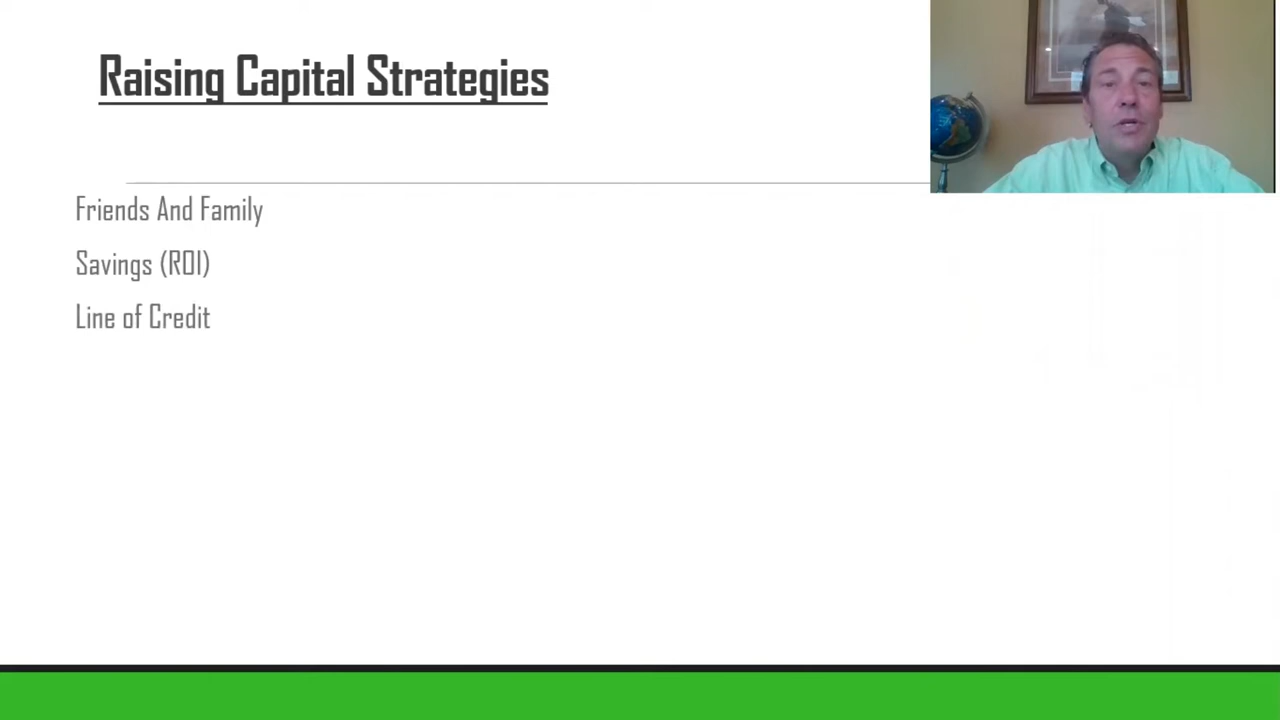 Raising Capital Strategies
Friends And Family
Savings (ROI)
Line of Credit